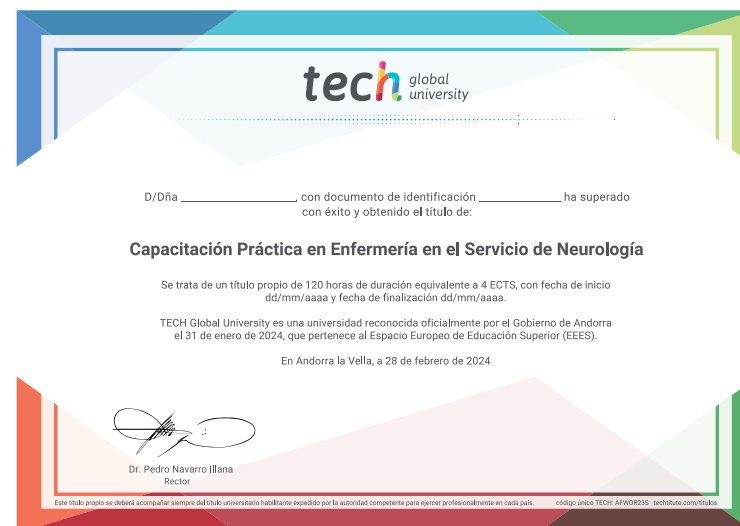 tech global university
D/Dña ____________________, con documento de identificación ______________ ha superado
con éxito y obtenido el título de:
Capacitación Práctica en Enfermería en el Servicio de Neurología
Se trata de un título propio de 120 horas de duración equivalente a 4 ECTS, con fecha de inicio
dd/mm/aaaa y fecha de finalización dd/mm/aaaa.
TECH Global University es una universidad reconocida oficialmente por el Gobierno de Andorra
el 31 de enero de 2024, que pertenece al Espacio Europeo de Educación Superior (EEES).
En Andorra la Vella, a 28 de febrero de 2024
Dr. Pedro Navarro Illana
Rector
Este título propio se deberá acompañar siempre del título universitario habilitante expedido por la autoridad competente para ejercer profesionalmente en cada país. código único TECH: AFWOR23S techtitute.com/titulos